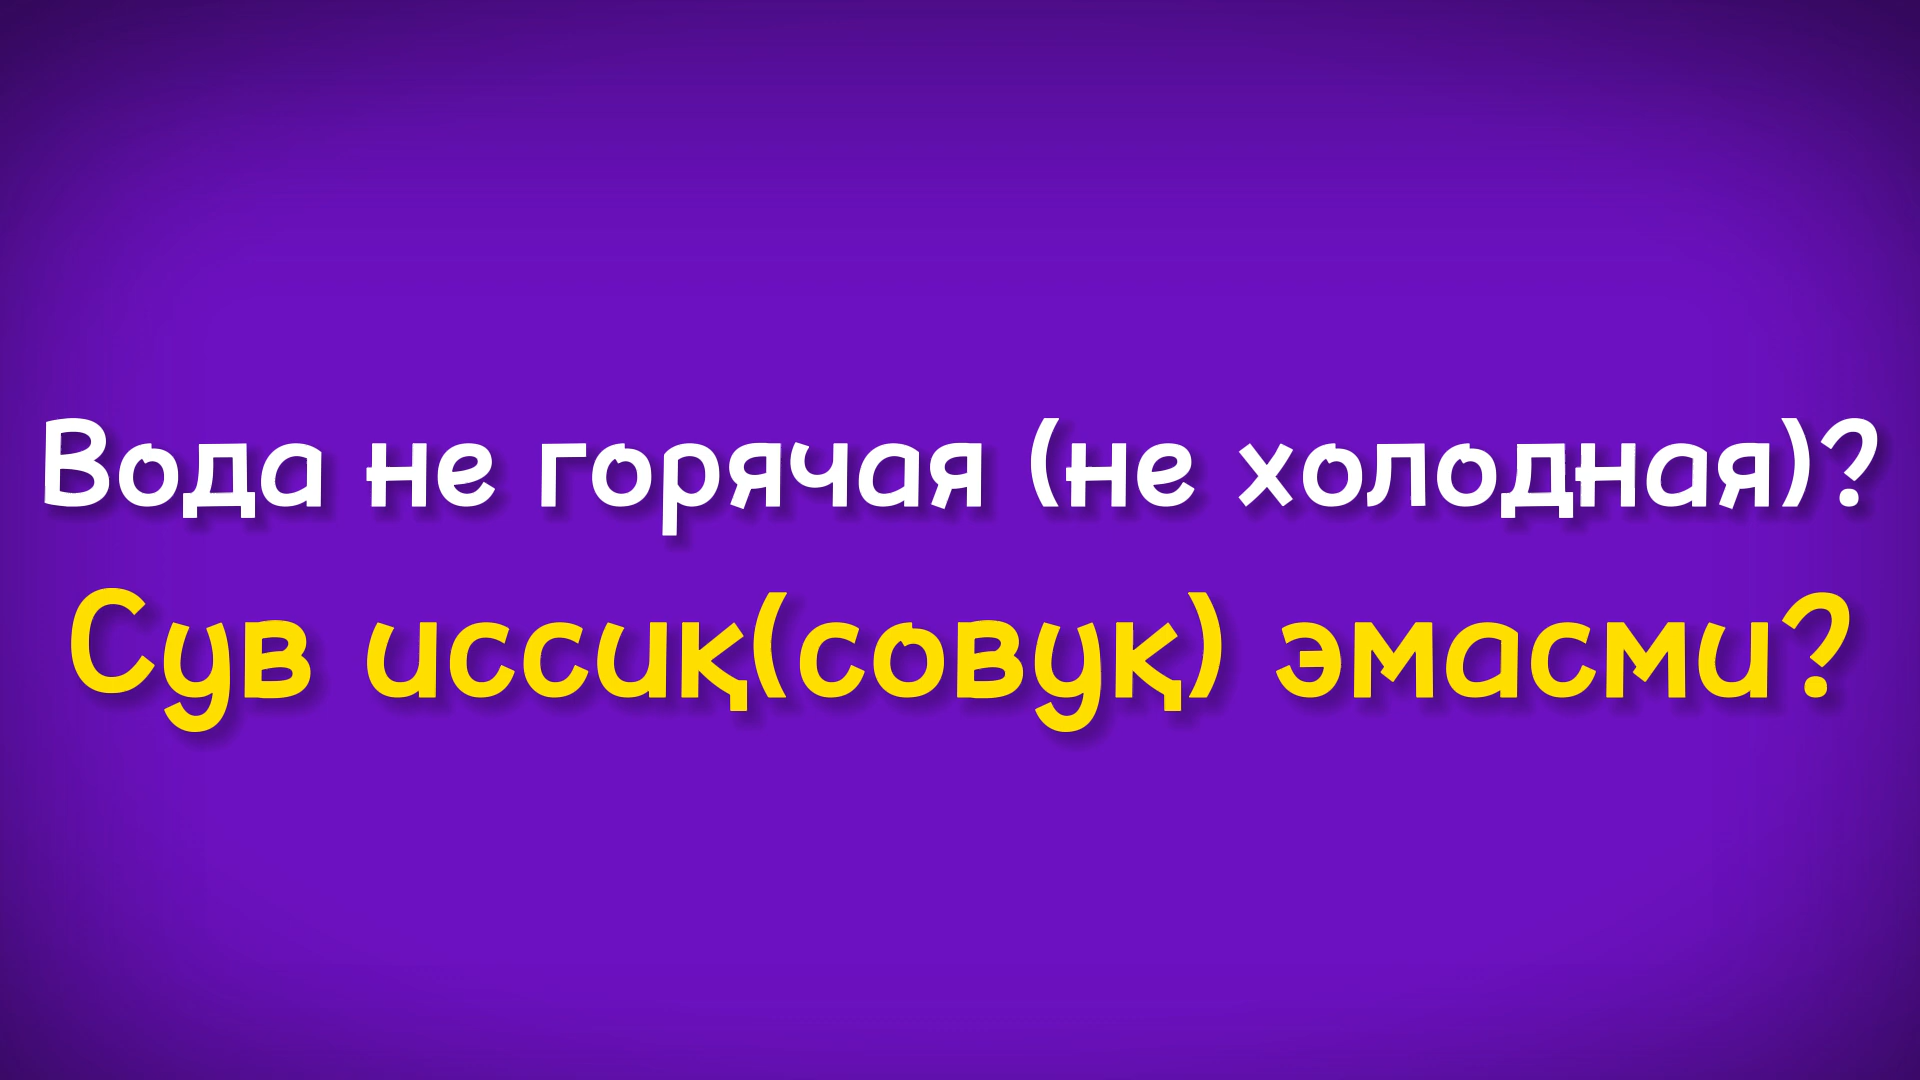 Вода не горячая (не холодная)?
Сув иссиқ(совуқ) эмасми?